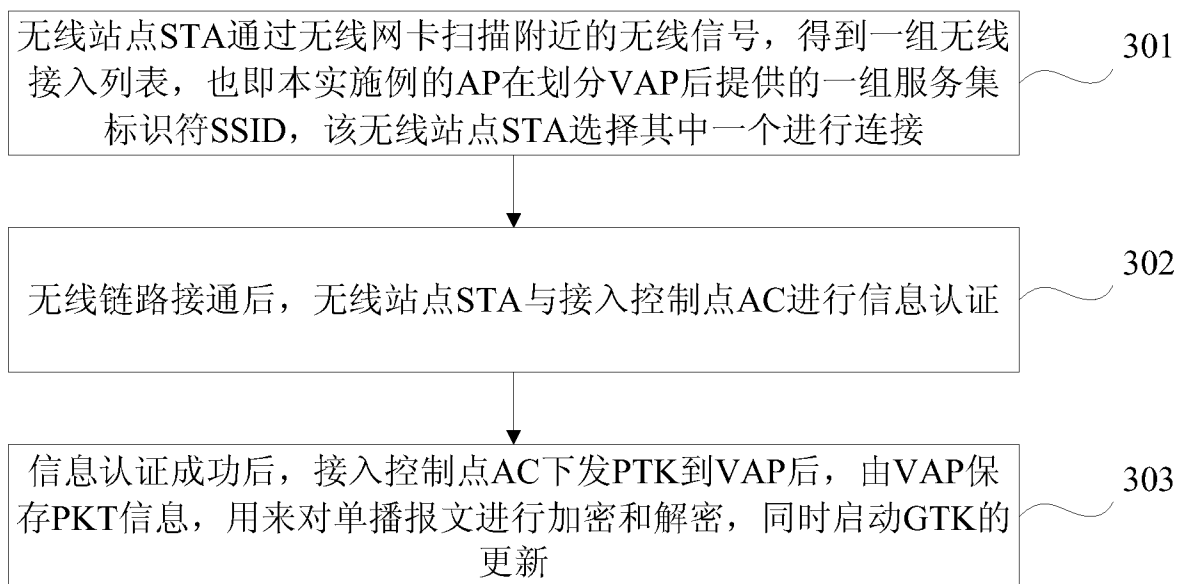 无线站点STA通过无线网卡扫描附近的无线信号，得到一组无线
接入列表，也即本实施例的AP在划分VAP后提供的一组服务集
标识符SSID，该无线站点STA选择其中一个进行连接
301
无线链路接通后，无线站点STA与接入控制点AC进行信息认证
302
信息认证成功后，接入控制点AC下发PTK到VAP后，由VAP保
存PKT信息，用来对单播报文进行加密和解密，同时启动GTK的
更新
303